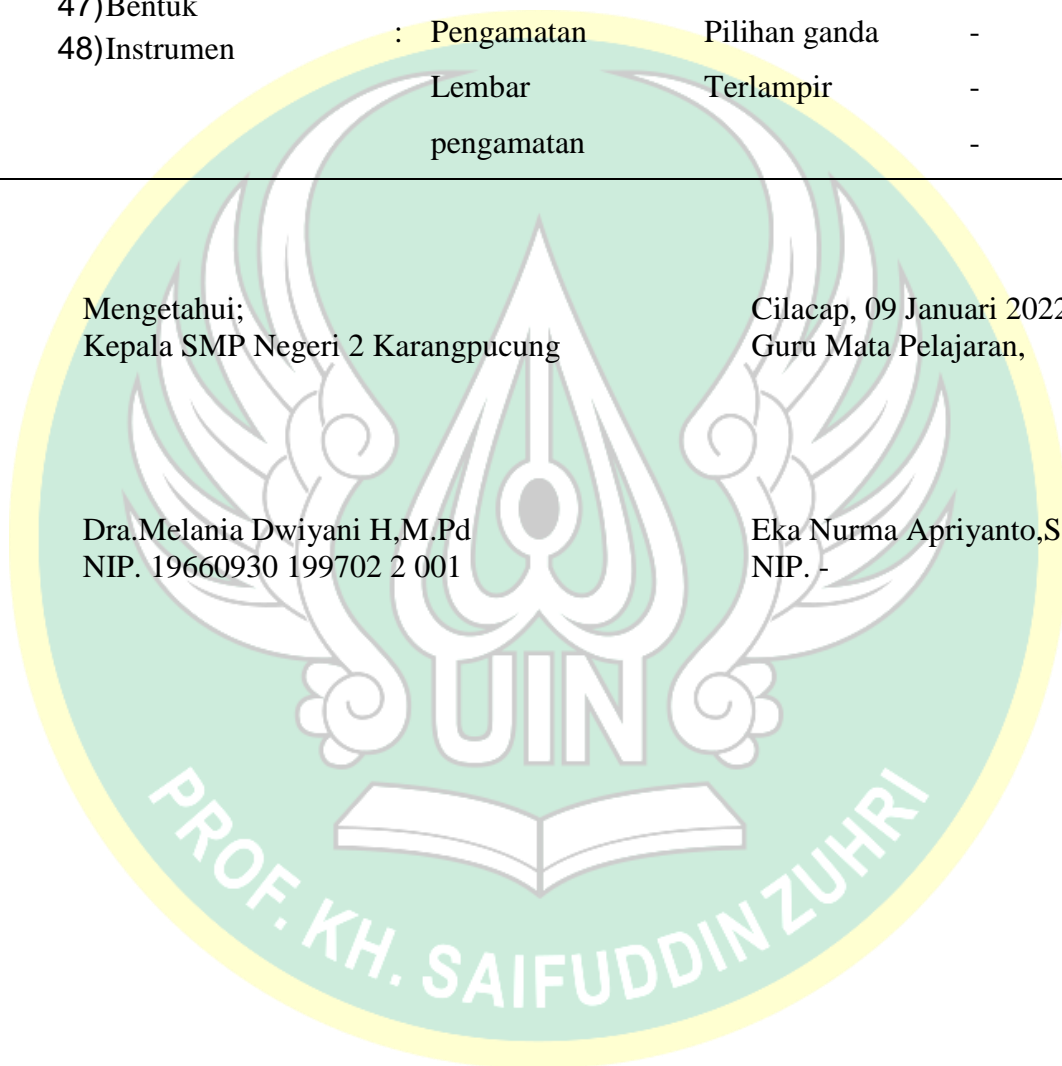 47)Bentuk
48)Instrumen
: Pengamatan Pilihan ganda -
Lembar Terlampir -
pengamatan -
Mengetahui; Cilacap, 09 Januari 2022
Kepala SMP Negeri 2 Karangpucung Guru Mata Pelajaran,
Dra.Melania Dwiyani H,M.Pd Eka Nurma Apriyanto,S
NIP. 19660930 199702 2 001 NIP. -
UIN
PROF. KH. SAIFUDDIN ZUHRI